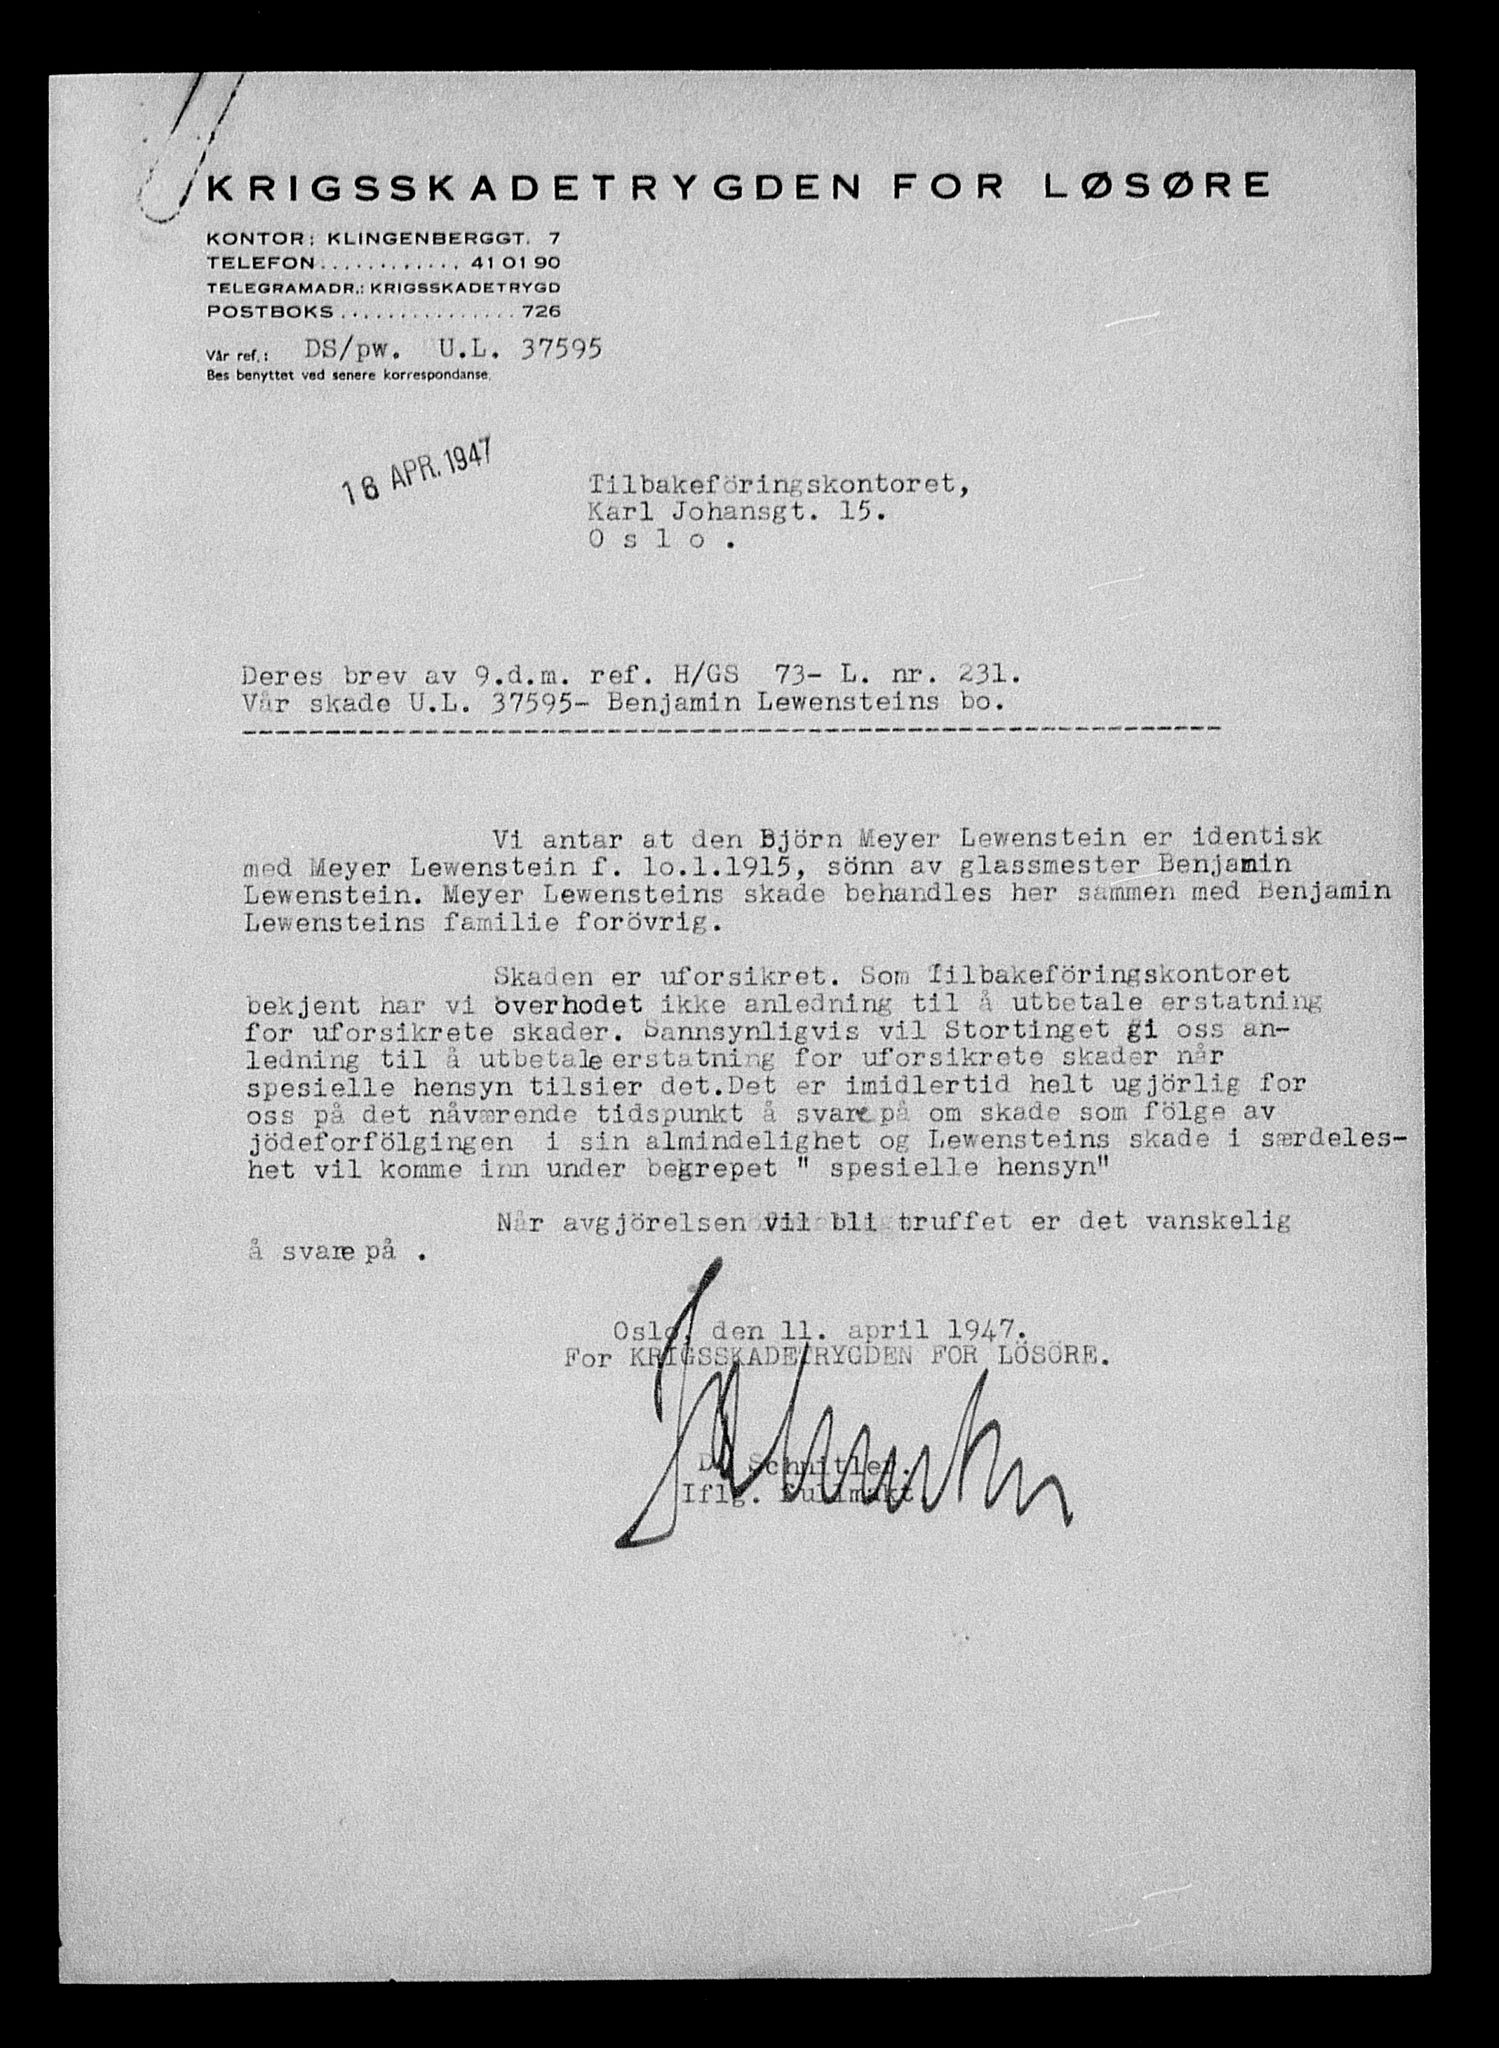 KRIGSSKADETRYGDEN FOR LØSØRE
KONTOR: KLINGENBERGGT. 7
TELEFON............ 41 01 90
TELEGRAMADR.: KRIGSSKADETRYGD
POSTBOKS............... 726
Vår ref.: DS/pw. U.L. 37595
Bes benyttet ved senere korrespondanse.
18 APR. 1947
Tilbakeföringskontoret,
Karl Johansgt. 15.
O s l o .
Deres brev av 9.d.m. ref. H/GS 73- L. nr. 231.
Vår skade U.L. 37595- Benjamin Lewensteins bo.
Vi antar at den Björn Meyer Lewenstein er identisk
med Meyer Lewenstein f. lo.1.1915, sönn av glassmester Benjamin
Lewenstein. Meyer Lewensteins skade behandles her sammen med Benjamin
Lewensteins familie forövrig.
Skaden er uforsikret. Som Tilbakeföringskontoret
bekjent har vi overhodet ikke anledning til å utbetale erstatning
for uforsikrete skader. Sannsynligvis vil Stortinget gi oss an-
ledning til å utbetale erstatning for uforsikrete skader når
spesielle hensyn tilsier det.Det er imidlertid helt ugjörlig for
oss på det nåværende tidspunkt å svare på om skade som fölge av
jödeforfölgingen i sin almindelighet og Lewensteins skade i særdeles-
het vil komme inn under begrepet " spesielle hensyn"
Når avgjörelsen vil bli truffet er det vanskelig
å svare på .
Oslo, den 11. april 1947.
For KRIGSSKADETRYGDEN FOR LÖSÖRE.
D. Schnitler.
Iflg. Fullmakt